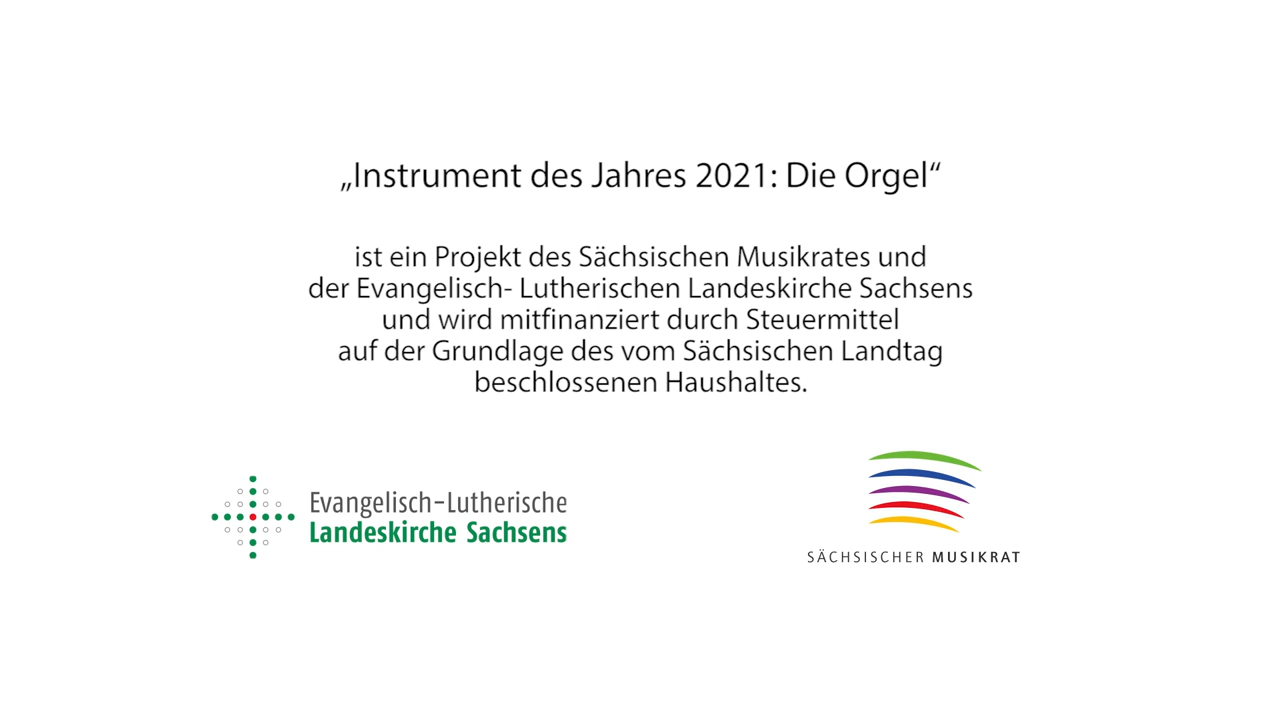 „Instrument des Jahres 2021: Die Orgel“
ist ein Projekt des Sächsischen Musikrates und
der Evangelisch- Lutherischen Landeskirche Sachsens
und wird mitfinanziert durch Steuermittel
auf der Grundlage des vom Sächsischen Landtag
beschlossenen Haushaltes.
Evangelisch-Lutherische
Landeskirche Sachsens
SÄCHSISCHER MUSIKRAT